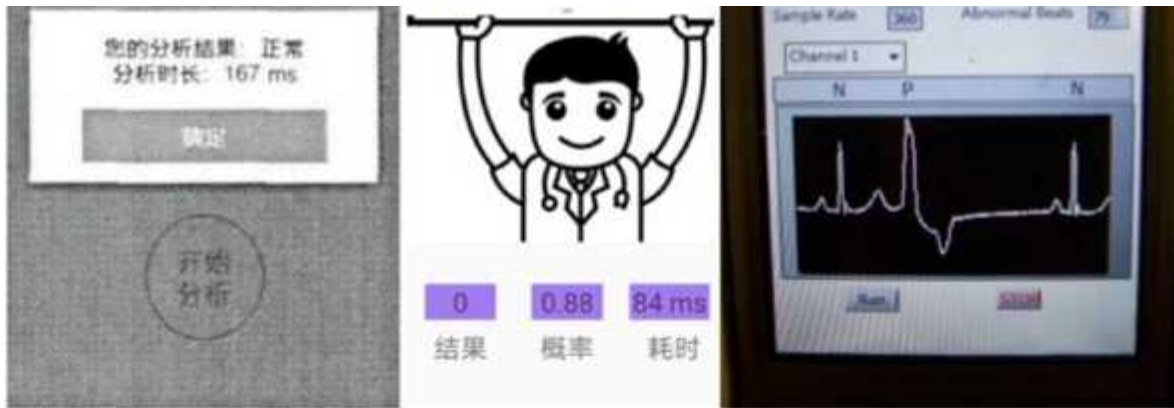 您的分析结果：正常
分析时长：167 ms
确定
开始
分析
0
0.88
84 ms
结果
概率
耗时
Sample Rate
360
Abnormal Beats
79
Channel 1
N
P
N
Run
STOP